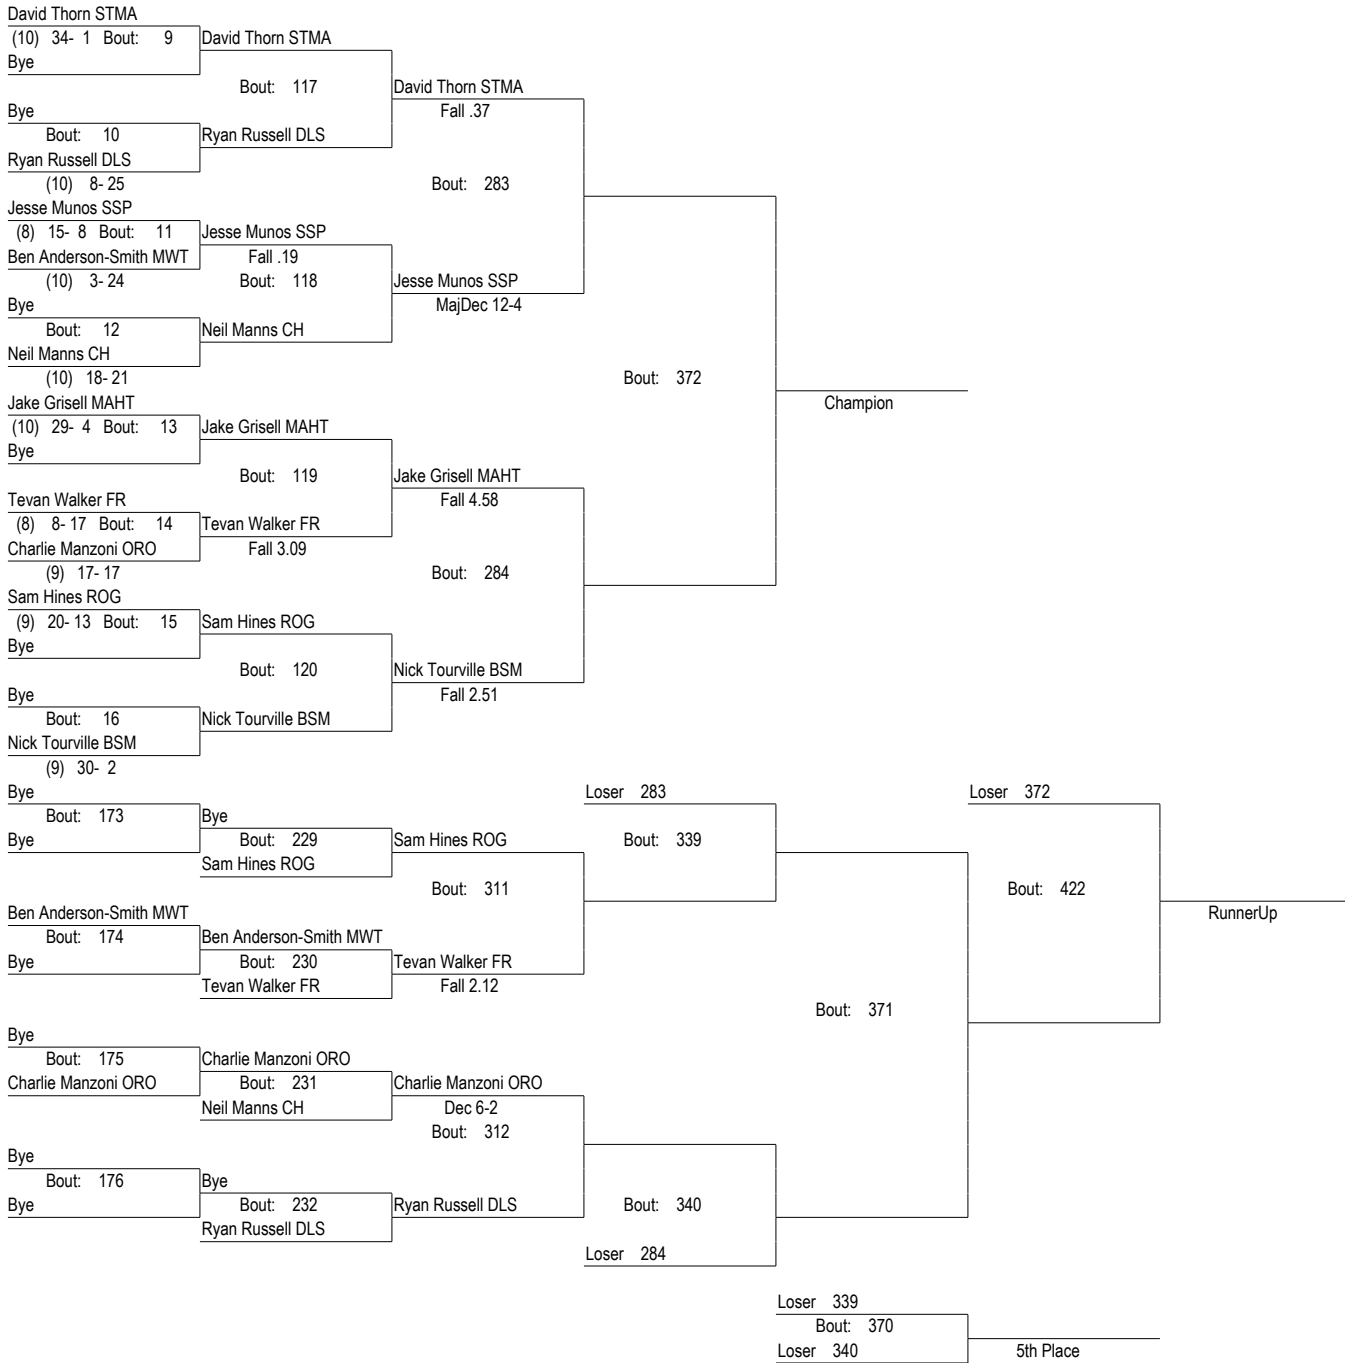 David Thorn STMA
(10) 34- 1 Bout: 9 David Thorn STMA
Bye
Bout: 117 David Thorn STMA
Bye Fall .37
Bout: 10 Ryan Russell DLS
Ryan Russell DLS
(10) 8- 25 Bout: 283
Jesse Munos SSP
(8) 15- 8 Bout: 11 Jesse Munos SSP
Ben Anderson-Smith MWT Fall .19
(10) 3- 24 Bout: 118 Jesse Munos SSP
Bye MajDec 12-4
Bout: 12 Neil Manns CH
Neil Manns CH
(10) 18- 21 Bout: 372
Jake Grisell MAHT Champion
(10) 29- 4 Bout: 13 Jake Grisell MAHT
Bye
Bout: 119 Jake Grisell MAHT
Tevan Walker FR Fall 4.58
(8) 8- 17 Bout: 14 Tevan Walker FR
Charlie Manzoni ORO Fall 3.09
(9) 17- 17 Bout: 284
Sam Hines ROG
(9) 20- 13 Bout: 15 Sam Hines ROG
Bye
Bout: 120 Nick Tourville BSM
Bye Fall 2.51
Bout: 16 Nick Tourville BSM
Nick Tourville BSM
(9) 30- 2
Bye Loser 283 Loser 372
Bout: 173 Bye
Bye Bout: 229 Sam Hines ROG Bout: 339
Sam Hines ROG
Bout: 311 Bout: 422
Ben Anderson-Smith MWT RunnerUp
Bout: 174 Ben Anderson-Smith MWT
Bye Bout: 230 Tevan Walker FR
Tevan Walker FR Fall 2.12
Bout: 371
Bye
Bout: 175 Charlie Manzoni ORO
Charlie Manzoni ORO Bout: 231 Charlie Manzoni ORO
Neil Manns CH Dec 6-2
Bout: 312
Bye
Bout: 176 Bye
Bye Bout: 232 Ryan Russell DLS Bout: 340
Ryan Russell DLS
Loser 284
Loser 339
Bout: 370
Loser 340 5th Place